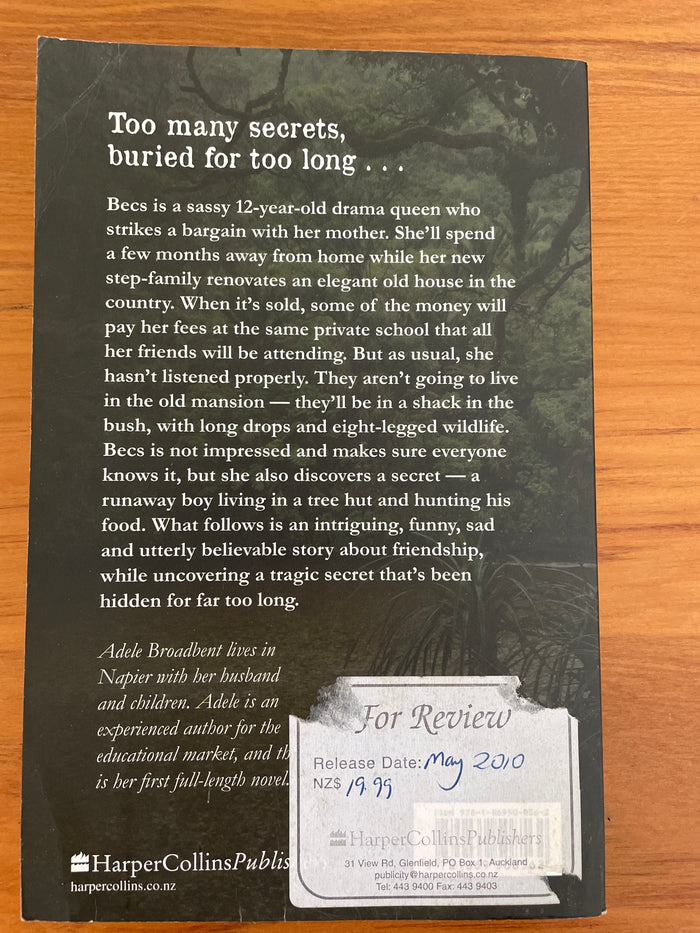 Too many secrets,
buried for too long . . .
Becs is a sassy 12-year-old drama queen who
strikes a bargain with her mother. She'll spend
a few months away from home while her new
step-family renovates an elegant old house in the
country. When it's sold, some of the money will
pay her fees at the same private school that all
her friends will be attending. But as usual, she
hasn't listened properly. They aren't going to live
in the old mansion — they'll be in a shack in the
bush, with long drops and eight-legged wildlife.
Becs is not impressed and makes sure everyone
knows it, but she also discovers a secret — a
runaway boy living in a tree hut and hunting his
food. What follows is an intriguing, funny, sad
and utterly believable story about friendship,
while uncovering a tragic secret that's been
hidden for far too long.
Adele Broadbent lives in
Napier with her husband
and children. Adele is an
experienced author for the
educational market, and th
is her first full-length novel.
HarperCollinsPublis
harpercollins.co.nz
For Review
Release Date: May 2010
NZ$ 19.99
HarperCollinsPublishers
31 View Rd, Glenfield, PO Box 1, Auckland
publicity@harpercollins.co.nz
Tel: 443 9400 Fax: 443 9403